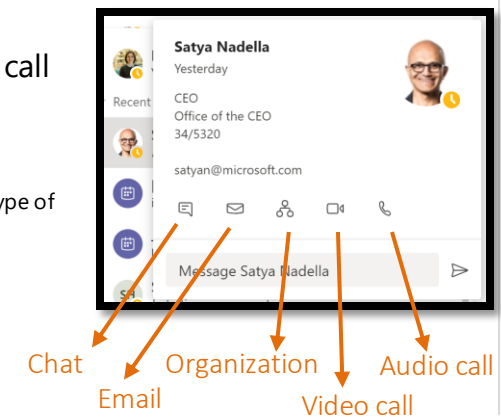 call
Satya Nadella
Yesterday
Recent
CEO
Office of the CEO
34/5320
ype of
satyan@microsoft.com
Message Satya Nadella
SH
Chat
Organization
Audio call
Email
Video call